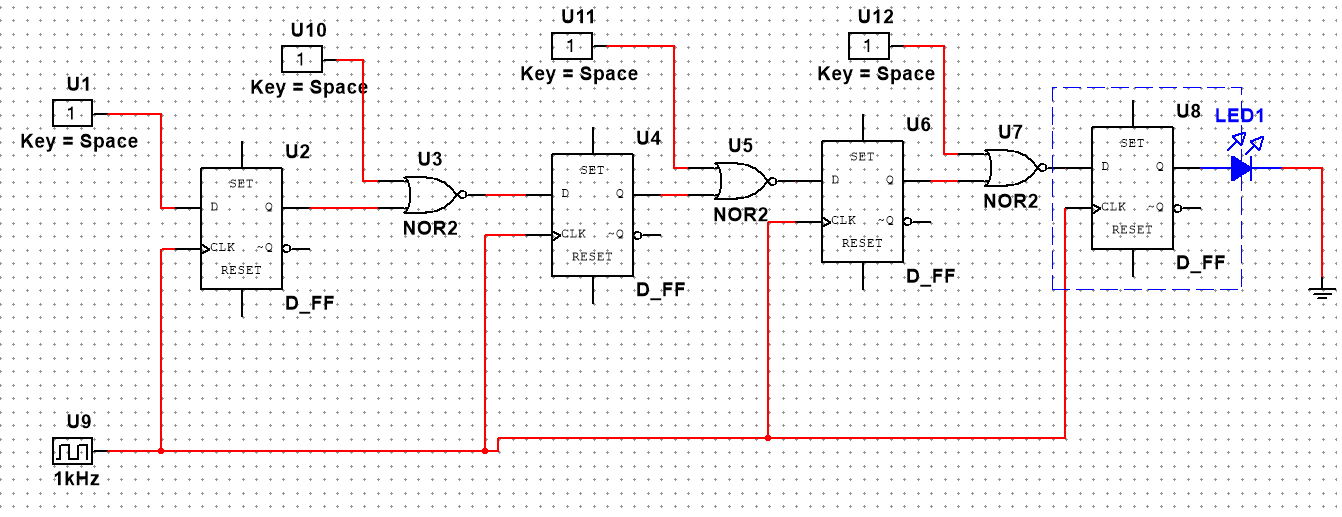 U10
1
Key = Space
U11
1
Key = Space
U12
1
Key = Space
U1
1
Key = Space
U2
SET
D Q
CLK ~Q
RESET
D_FF
U3
NOR2
U4
SET
D Q
CLK ~Q
RESET
D_FF
U5
NOR2
U6
SET
D Q
CLK ~Q
RESET
D_FF
U7
NOR2
U8
SET
D Q
CLK ~Q
RESET
D_FF
LED1
U9
1kHz